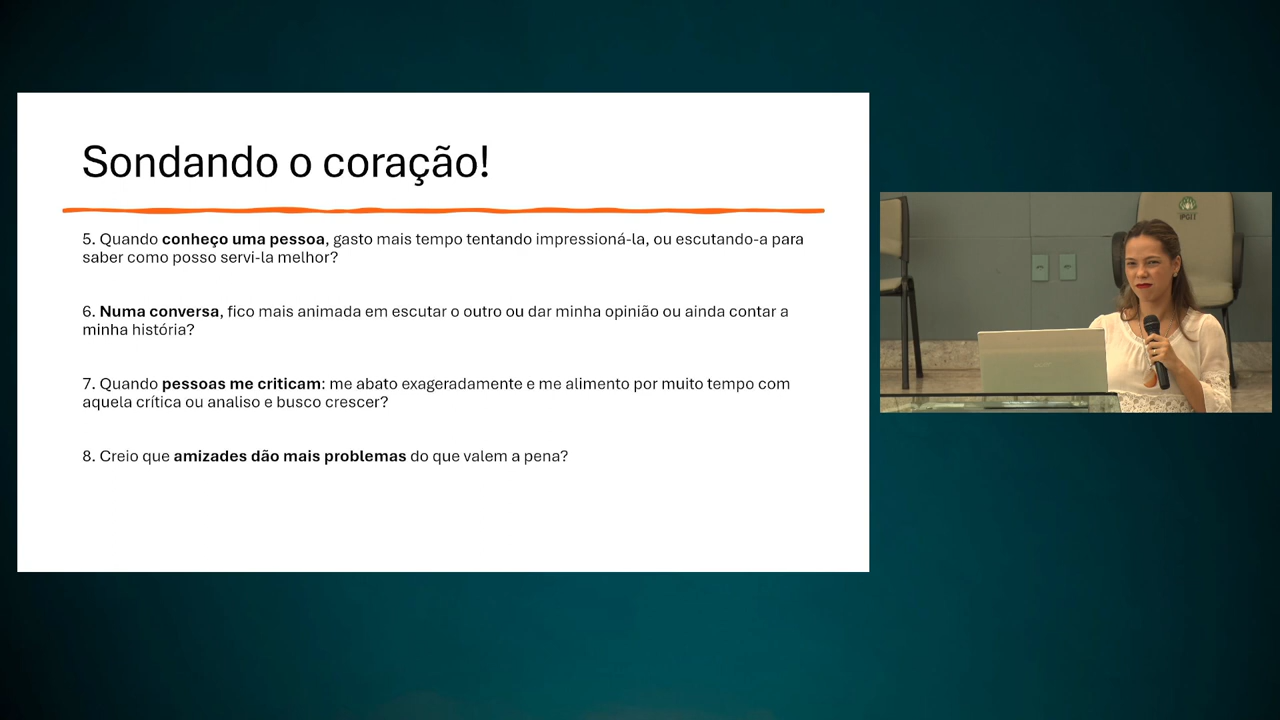 Sondando o coração!
5. Quando conheço uma pessoa, gasto mais tempo tentando impressioná-la, ou escutando-a para
saber como posso servi-la melhor?
6. Numa conversa, fico mais animada em escutar o outro ou dar minha opinião ou ainda contar a
minha história?
7. Quando pessoas me criticam: me abato exageradamente e me alimento por muito tempo com
aquela crítica ou analiso e busco crescer?
8. Creio que amizades dão mais problemas do que valem a pena?